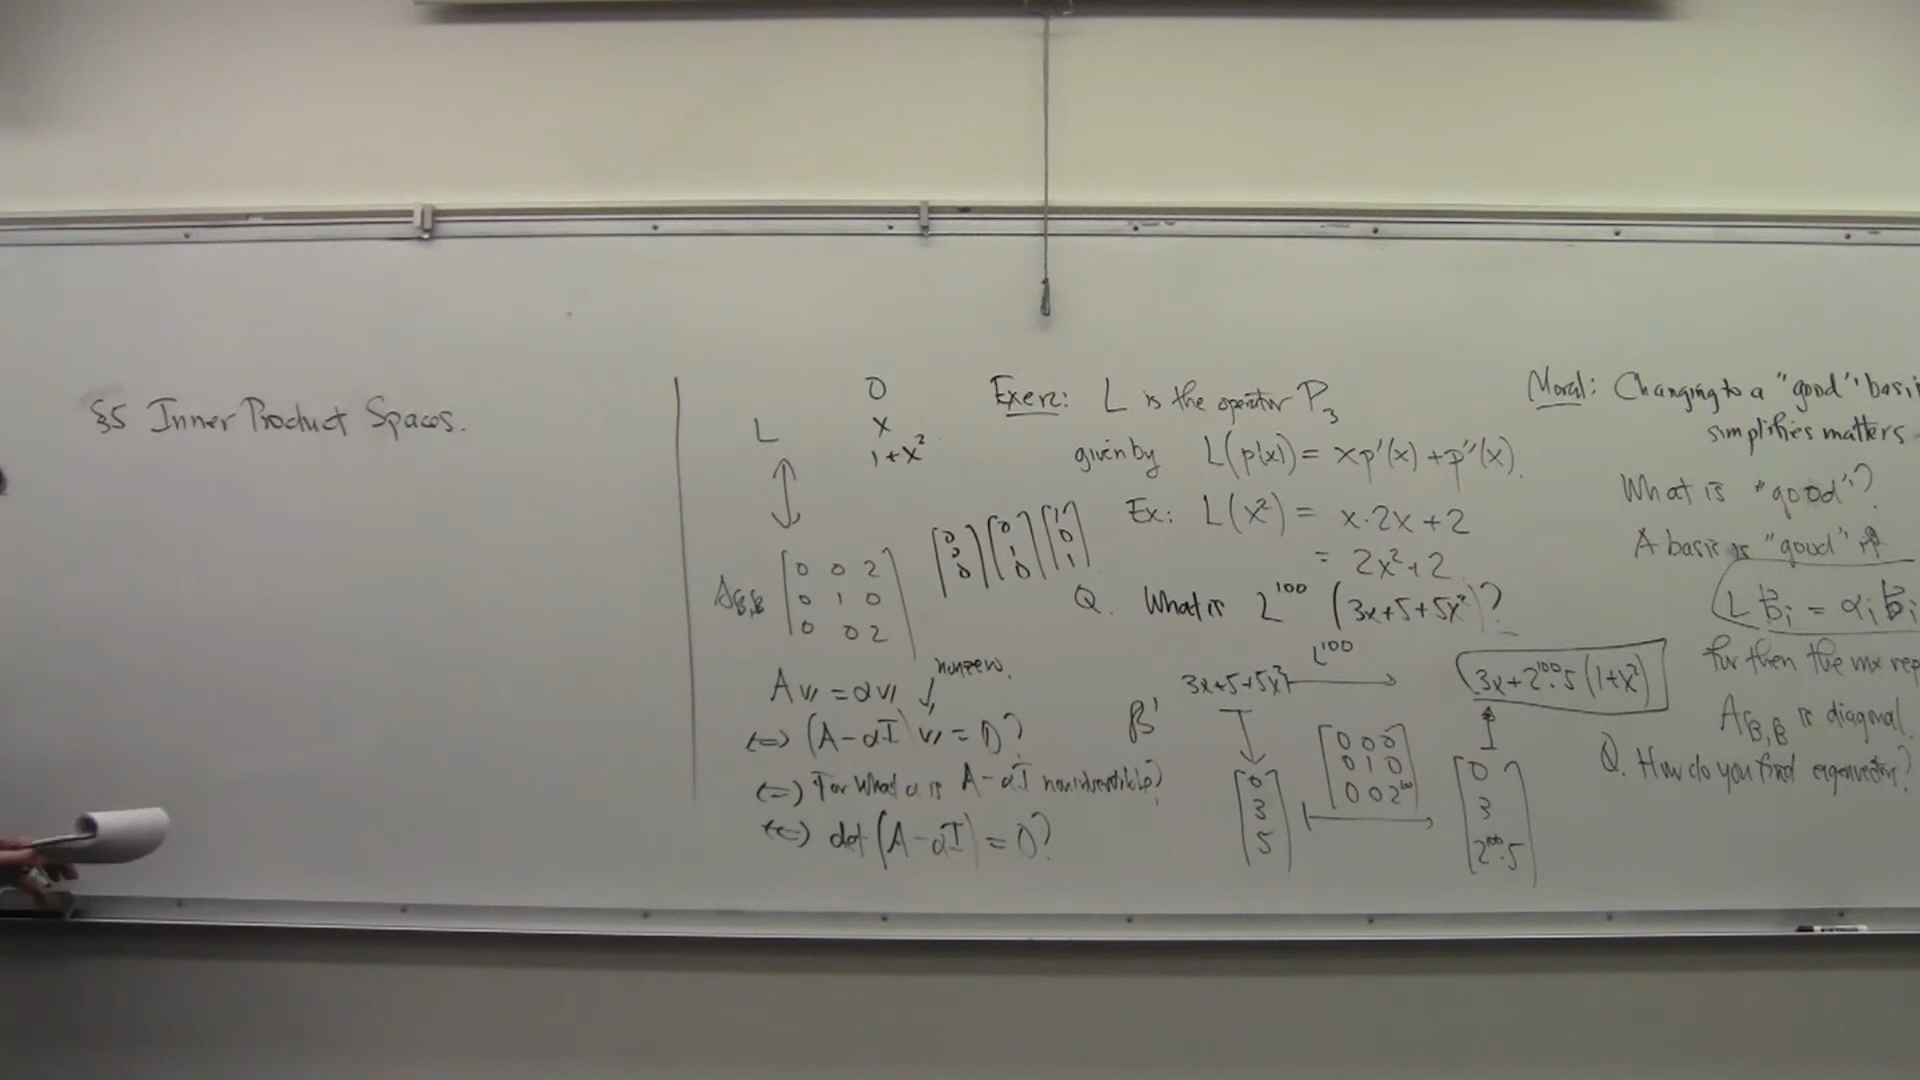 §5 Inner Product Spaces.
L
0
x
1+x²
A_{B,B} [0 0 2; 0 1 0; 0 0 2]
[0 0 0] [0 1 0] [1 0 1]
nonzero.
Av = αv
⟺ (A-αI) v = 0?
⟺ For what α is A-αI noninvertible?
⟺ det (A-αI) = 0?
Exer2: L is the operator P₃
given by L(p(x)) = xp'(x) + p''(x).
Ex: L(x²) = x·2x+2
= 2x²+2.
Q. What is L¹⁰⁰ (3x+5+5x²)?
L¹⁰⁰
3x+5+5x² ⟼ 3x+2¹⁰⁰·5(1+x²)
B'
[0 0 0; 0 1 0; 0 0 2¹⁰⁰]
[0 3 5] ⟼ [0 3 2¹⁰⁰·5]
Moral: Changing to a "good" basi
simplifies matters
What is "good"?
A basis is "good" if
L b_i = α_i b_i
for then the mx rep
A_{B,B} is diagonal.
Q. How do you find eigenvectors?